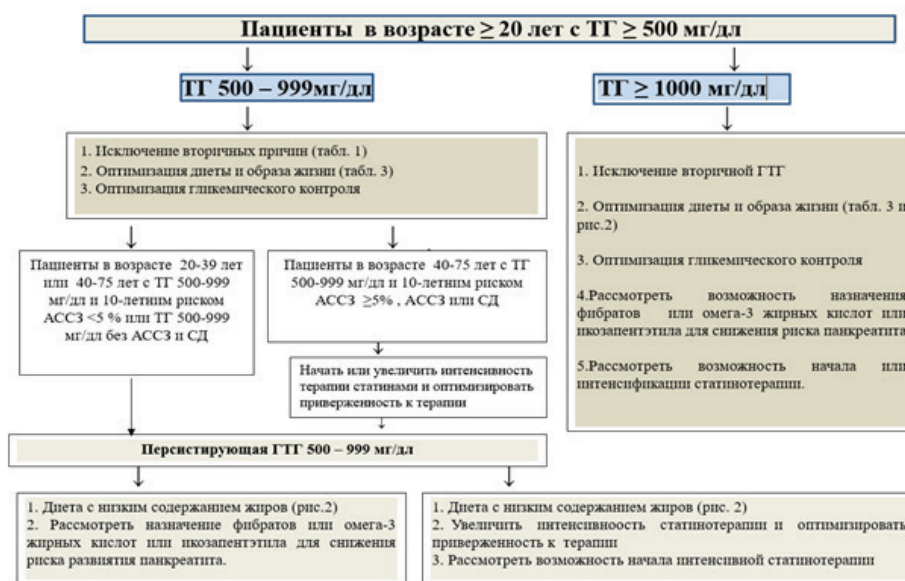 Пациенты в возрасте ≥ 20 лет с ТГ ≥ 500 мг/дл
ТГ 500 – 999мг/дл
ТГ ≥ 1000 мг/дл
1. Исключение вторичных причин (табл. 1)
2. Оптимизация диеты и образа жизни (табл. 3)
3. Оптимизация гликемического контроля
1. Исключение вторичной ГТГ
2. Оптимизация диеты и образа жизни (табл. 3 и
рис.2)
3. Оптимизация гликемического контроля
4.Рассмотреть возможность назначения
фибратов или омега-3 жирных кислот или
икозапентэтила для снижения риска панкреатита
5.Рассмотреть возможность начала или
интенсификации статинотерапии.
Пациенты в возрасте 20-39 лет
или 40-75 лет с ТГ 500-999
мг/дл и 10-летним риском
АССЗ <5 % или ТГ 500-999
мг/дл без АССЗ и СД
Пациенты в возрасте 40-75 лет с ТГ
500-999 мг/дл и 10-летним риском
АССЗ ≥5% , АССЗ или СД
Начать или увеличить интенсивность
терапии статинами и оптимизировать
приверженность к терапии
Персистирующая ГТГ 500 – 999 мг/дл
1. Диета с низким содержанием жиров (рис.2)
2. Рассмотреть назначение фибратов или омега-3
жирных кислот или икозапентэтила для снижения
риска развития панкреатита.
1. Диета с низким содержанием жиров (рис. 2)
2. Увеличить интенсивноость статинотерапии и оптимизировать
приверженность к терапии
3. Рассмотреть возможность начала интенсивной статинотерапии